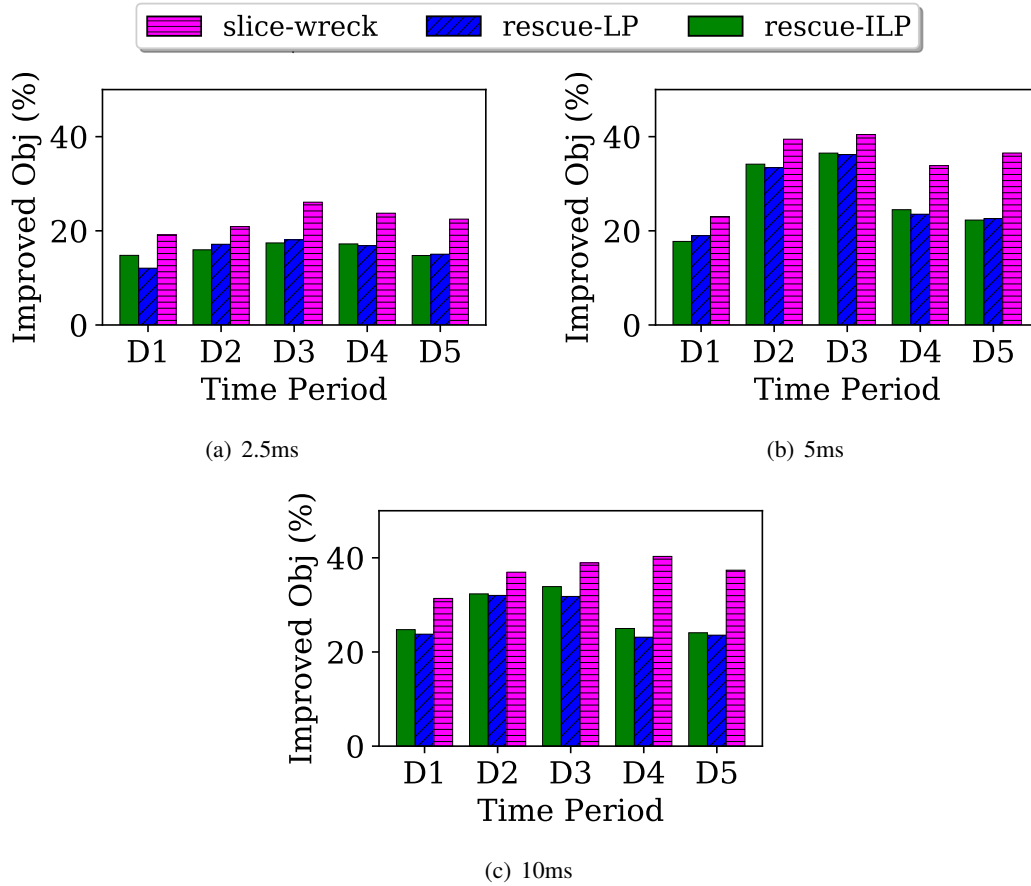 slice-wreck rescue-LP rescue-ILP
Improved Obj (%)
40
20
0
D1 D2 D3 D4 D5
Time Period
(a) 2.5ms
Improved Obj (%)
40
20
0
D1 D2 D3 D4 D5
Time Period
(b) 5ms
Improved Obj (%)
40
20
0
D1 D2 D3 D4 D5
Time Period
(c) 10ms